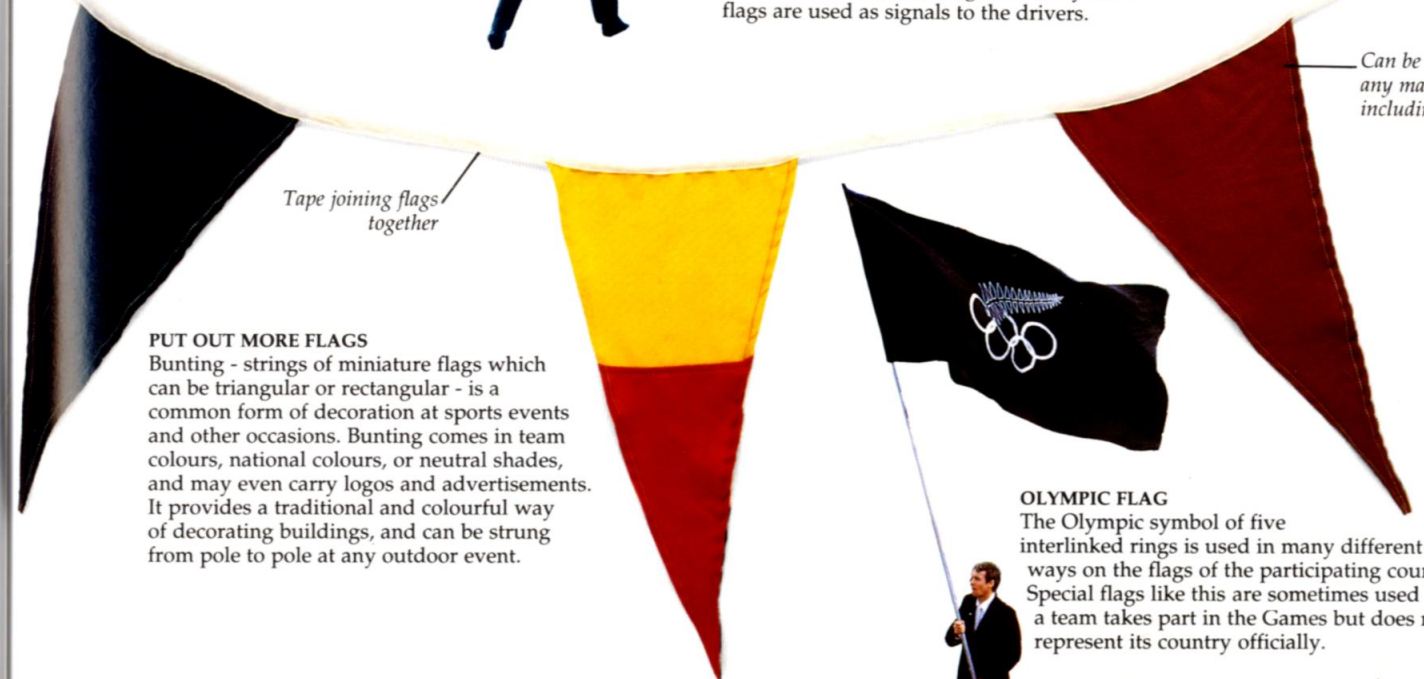 flags are used as signals to the drivers.
Can be
any
Tape joining flags
together
PUT OUT MORE FLAGS
Bunting - strings of miniature flags which
can be triangular or rectangular - is a
common form of decoration at sports events
and other occasions. Bunting comes in team
colours, national colours, or neutral shades,
and may even carry logos and advertisements.
It provides a traditional and colourful way
of decorating buildings, and can be strung
from pole to pole at any outdoor event.
OLYMPIC FLAG
The Olympic symbol of five
interlinked rings is used in many different
ways on the flags of the participating
Special flags like this are sometimes used
a team takes part in the Games but does
represent its country officially.